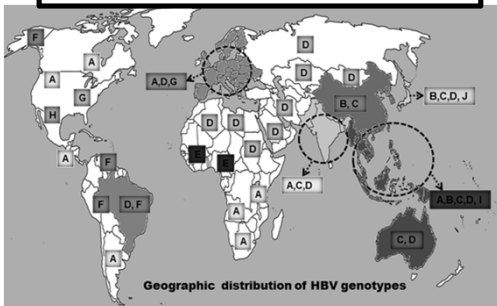 F
A
D
A
A,D,G
D
D
G
B, C
B,C,D, J
D
H
D
D
D
A
F
E
E
D
A,C,D
F
D, F
A
A
A,B,C,D, I
A
A
C, D
Geographic distribution of HBV genotypes